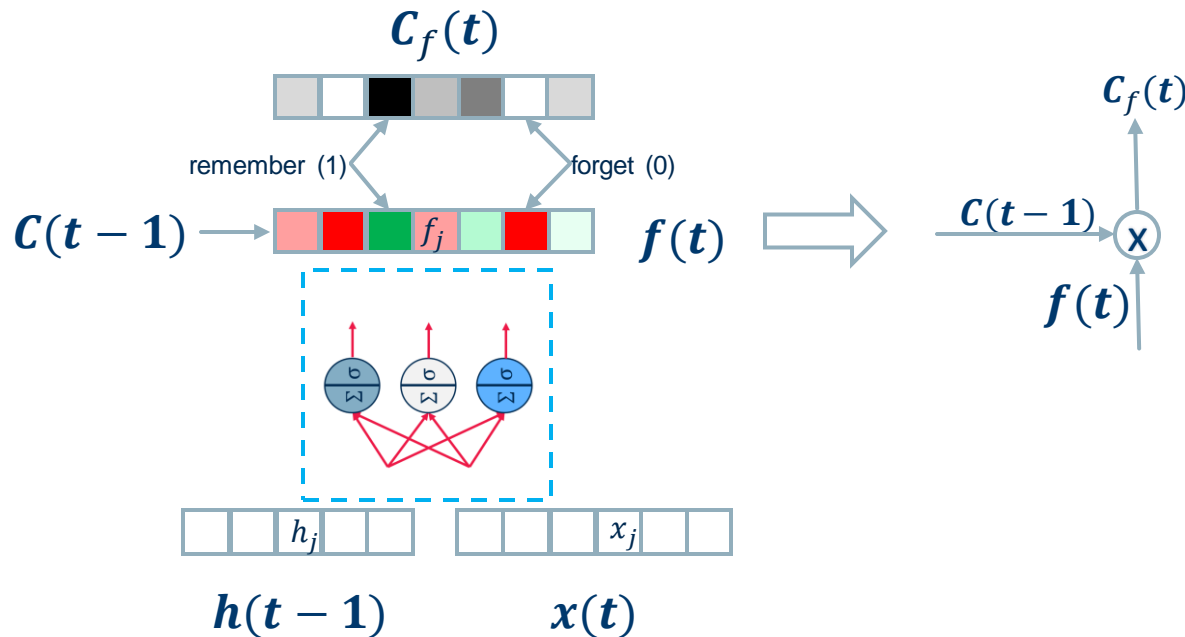 C_f(t)
C_f(t)
remember (1)
forget (0)
C(t − 1)
f_j
f(t)
C(t − 1)
X
f(t)
σ
σ
σ
Σ
Σ
Σ
h_j
x_j
h(t − 1)
x(t)